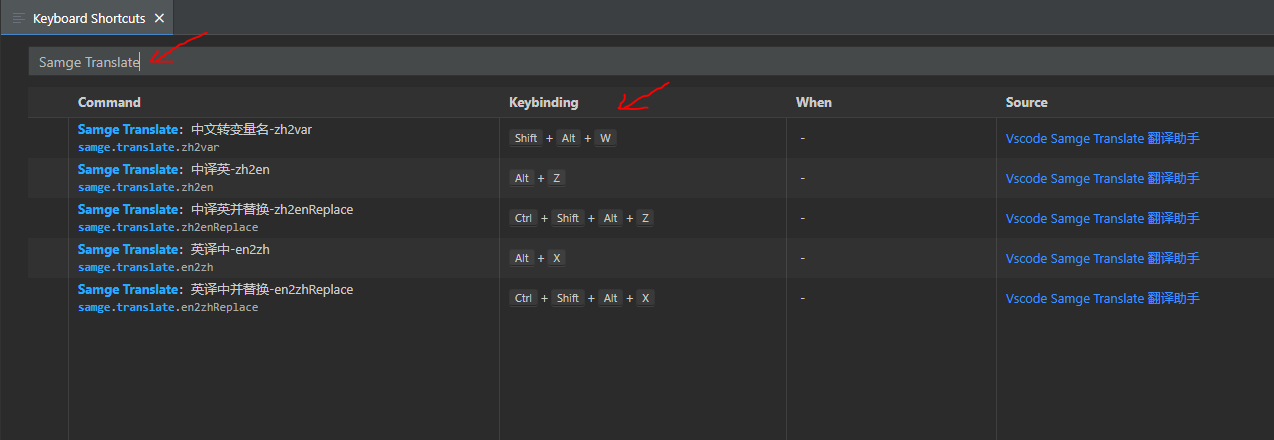 Keyboard Shortcuts
Samge Translate
Command Keybinding When Source
Samge Translate：中文转变量名-zh2var
samge.translate.zh2var
Shift + Alt + W - Vscode Samge Translate 翻译助手
Samge Translate：中译英-zh2en
samge.translate.zh2en
Alt + Z - Vscode Samge Translate 翻译助手
Samge Translate：中译英并替换-zh2enReplace
samge.translate.zh2enReplace
Ctrl + Shift + Alt + Z - Vscode Samge Translate 翻译助手
Samge Translate：英译中-en2zh
samge.translate.en2zh
Alt + X - Vscode Samge Translate 翻译助手
Samge Translate：英译中并替换-en2zhReplace
samge.translate.en2zhReplace
Ctrl + Shift + Alt + X - Vscode Samge Translate 翻译助手